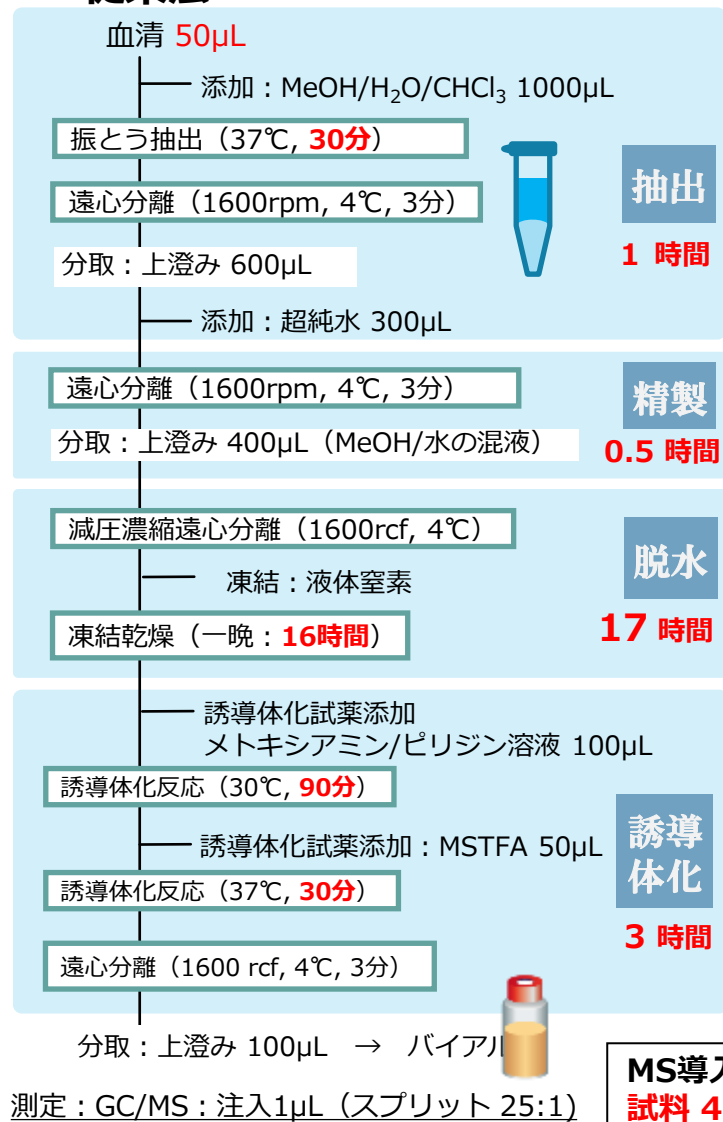 血清 50μL
添加：MeOH/H₂O/CHCl₃ 1000μL
振とう抽出（37℃, 30分）
遠心分離（1600rpm, 4℃, 3分）
抽出
1 時間
分取：上澄み 600μL
添加：超純水 300μL
遠心分離（1600rpm, 4℃, 3分）
精製
分取：上澄み 400μL（MeOH/水の混液）
0.5 時間
減圧濃縮遠心分離（1600rcf, 4℃）
脱水
凍結：液体窒素
凍結乾燥（一晩：16時間）
17 時間
誘導体化試薬添加
メトキシアミン/ピリジン溶液 100μL
誘導体化反応（30℃, 90分）
誘導
体化
誘導体化試薬添加：MSTFA 50μL
誘導体化反応（37℃, 30分）
3 時間
遠心分離（1600 rcf, 4℃, 3分）
分取：上澄み 100μL → バイアル
MS導入
試料 4
測定：GC/MS：注入1μL（スプリット 25:1)